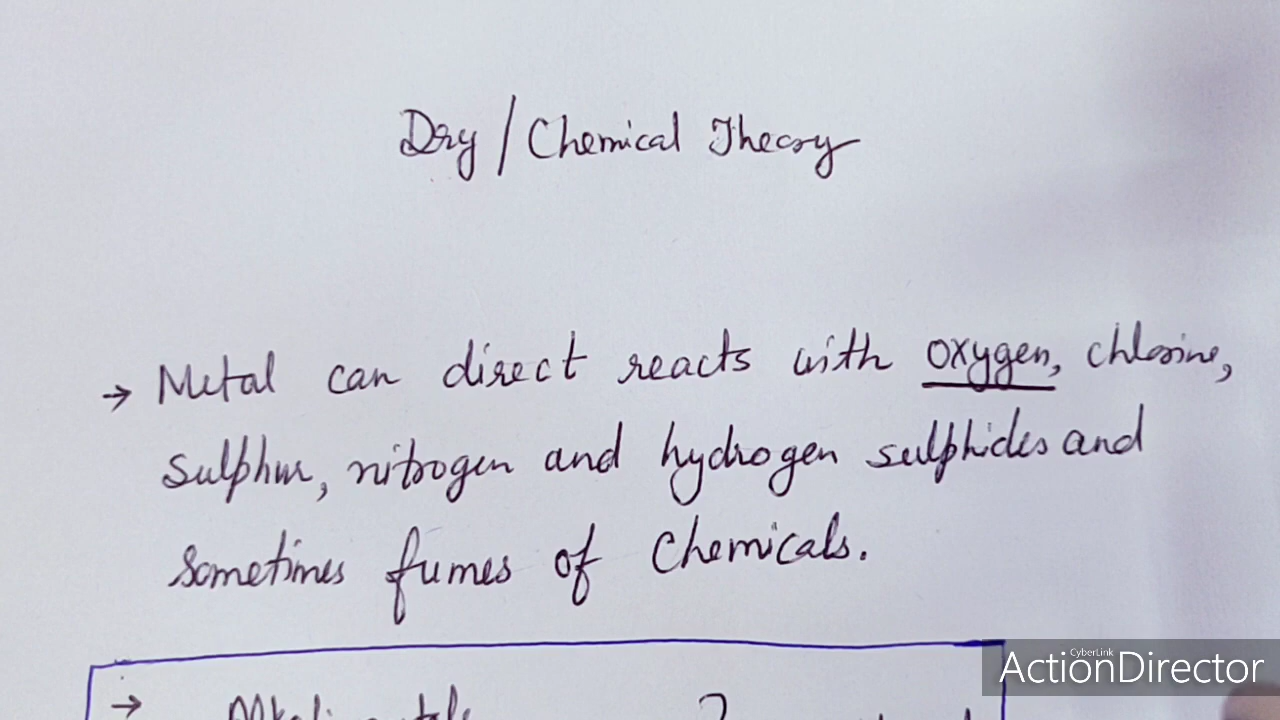 Dry / Chemical Theory
→ Metal can direct reacts with oxygen, chlorine,
sulphur, nitrogen and hydrogen sulphides and
sometimes fumes of Chemicals.
CyberLink
ActionDirector
→